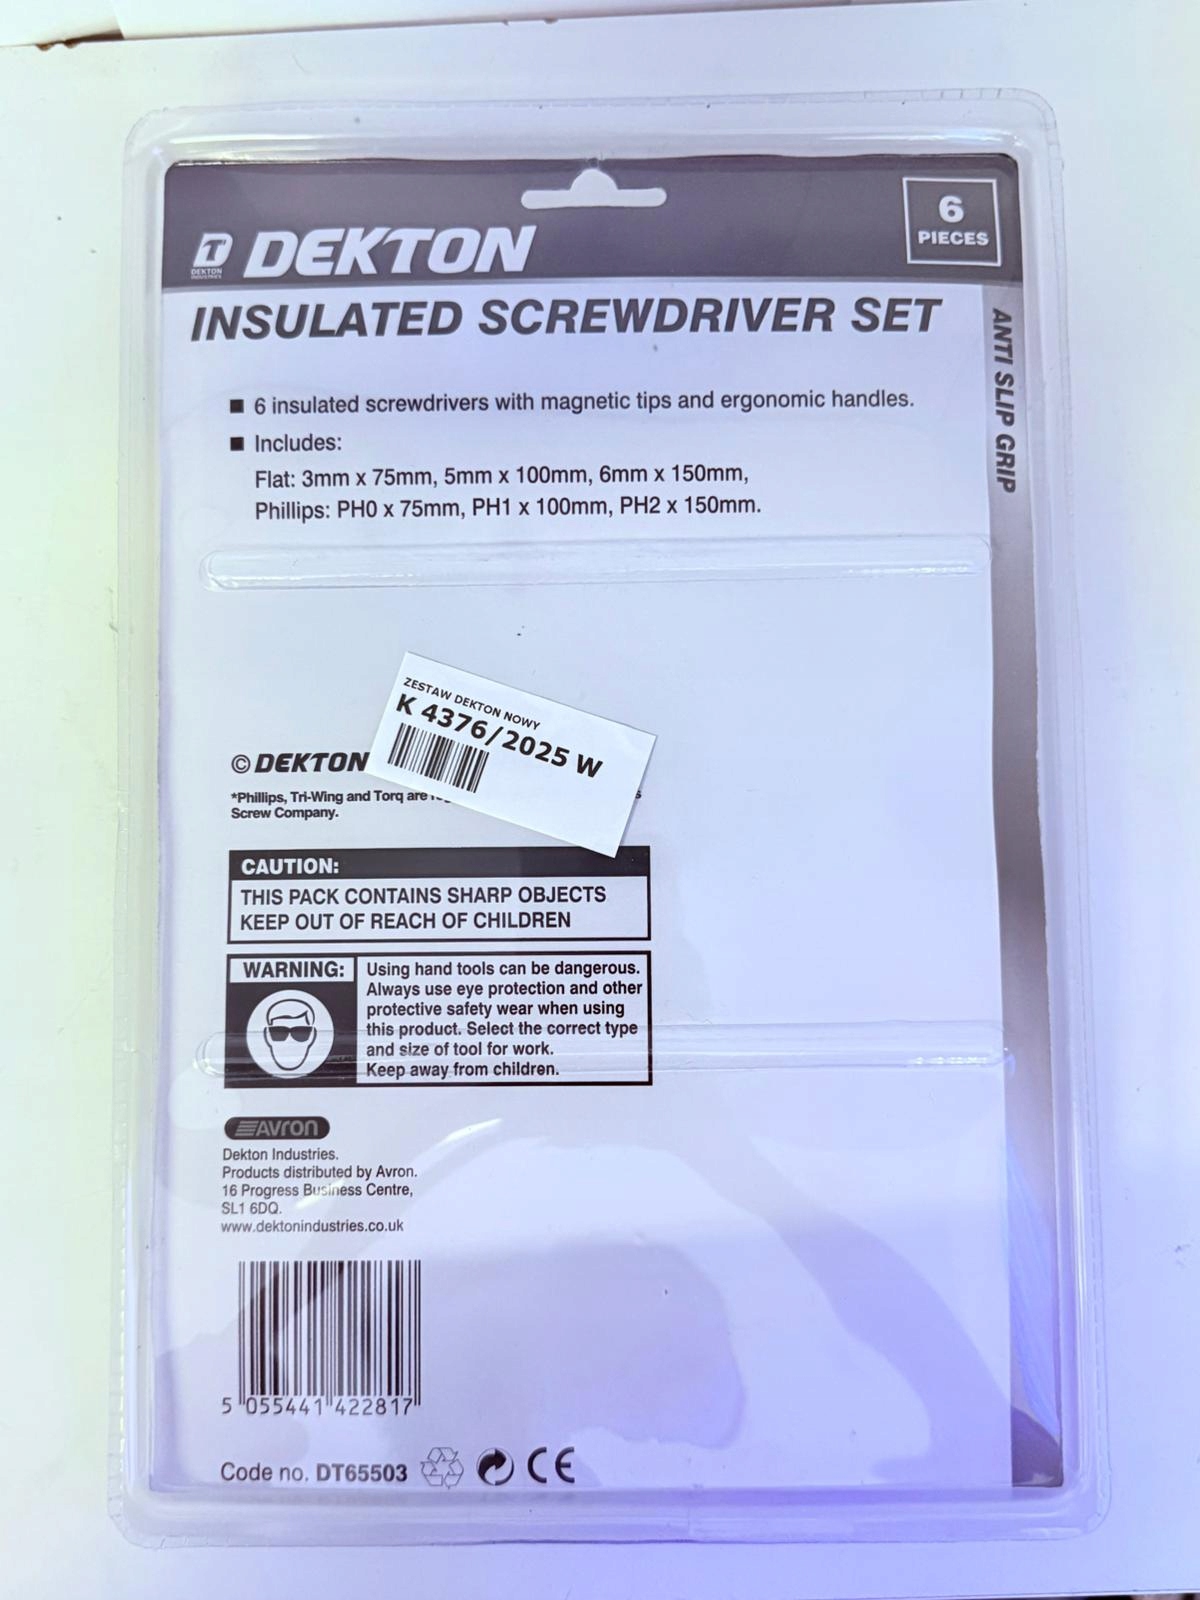 6
PIECES
DEKTON
INDUSTRIES
DEKTON
INSULATED SCREWDRIVER SET
ANTI SLIP GRIP
6 insulated screwdrivers with magnetic tips and ergonomic handles.
Includes:
Flat: 3mm x 75mm, 5mm x 100mm, 6mm x 150mm,
Phillips: PH0 x 75mm, PH1 x 100mm, PH2 x 150mm.
ZESTAW DEKTON NOWY
K 4376/2025 W
© DEKTON
*Phillips, Tri-Wing and Torq are
Screw Company.
CAUTION:
THIS PACK CONTAINS SHARP OBJECTS
KEEP OUT OF REACH OF CHILDREN
WARNING:
Using hand tools can be dangerous.
Always use eye protection and other
protective safety wear when using
this product. Select the correct type
and size of tool for work.
Keep away from children.
AVRON
Dekton Industries.
Products distributed by Avron.
16 Progress Business Centre,
SL1 6DQ.
www.dektonindustries.co.uk
5 055441 422817
Code no. DT65503 CE